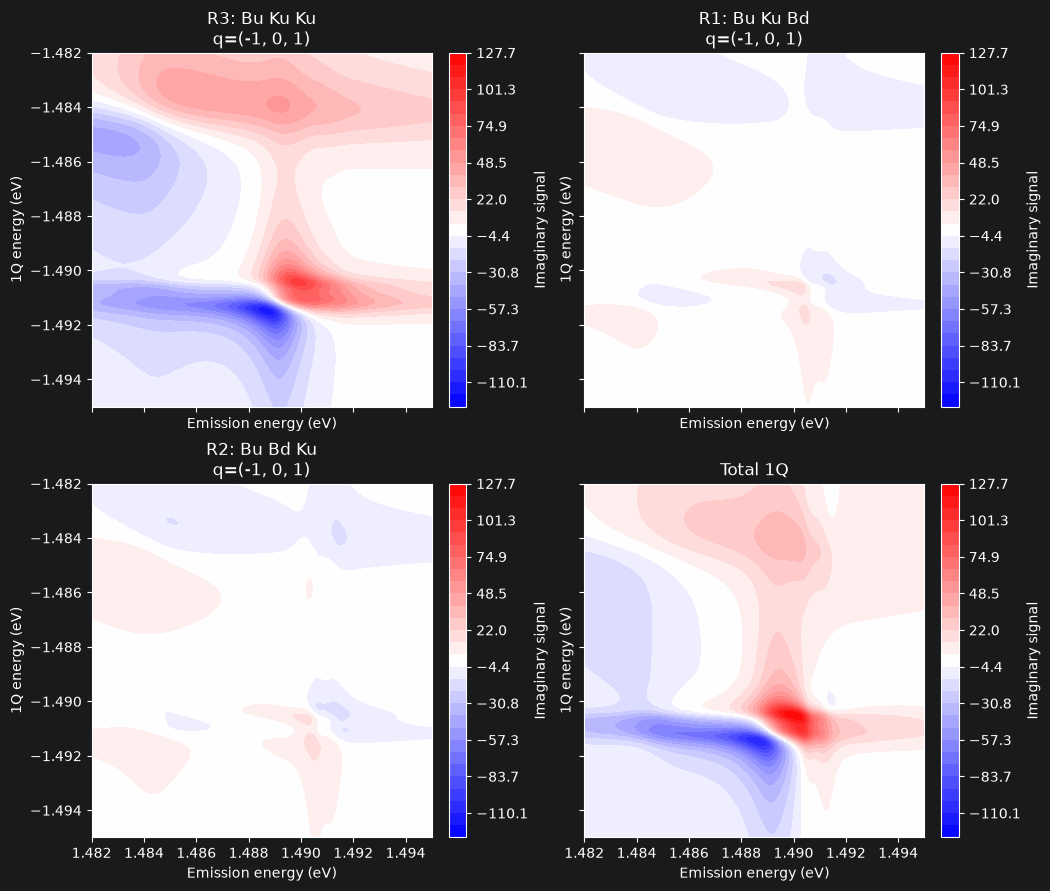 R3: Bu Ku Ku
q=(-1, 0, 1)
−1.482
−1.484
−1.486
−1.488
−1.490
−1.492
−1.494
1Q energy (eV)
Emission energy (eV)
127.7
101.3
74.9
48.5
22.0
−4.4
−30.8
−57.3
−83.7
−110.1
Imaginary signal
R1: Bu Ku Bd
q=(-1, 0, 1)
1Q energy (eV)
Emission energy (eV)
127.7
101.3
74.9
48.5
22.0
−4.4
−30.8
−57.3
−83.7
−110.1
Imaginary signal
R2: Bu Bd Ku
q=(-1, 0, 1)
−1.482
−1.484
−1.486
−1.488
−1.490
−1.492
−1.494
1Q energy (eV)
1.482 1.484 1.486 1.488 1.490 1.492 1.494
Emission energy (eV)
127.7
101.3
74.9
48.5
22.0
−4.4
−30.8
−57.3
−83.7
−110.1
Imaginary signal
Total 1Q
1Q energy (eV)
1.482 1.484 1.486 1.488 1.490 1.492 1.494
Emission energy (eV)
127.7
101.3
74.9
48.5
22.0
−4.4
−30.8
−57.3
−83.7
−110.1
Imaginary signal